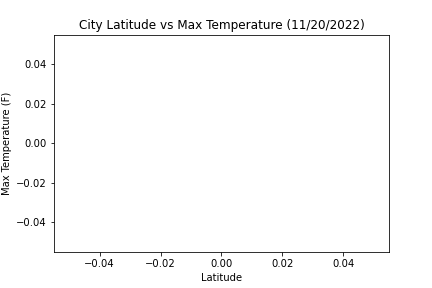 City Latitude vs Max Temperature (11/20/2022)
Max Temperature (F)
0.04
0.02
0.00
−0.02
−0.04
−0.04 −0.02 0.00 0.02 0.04
Latitude